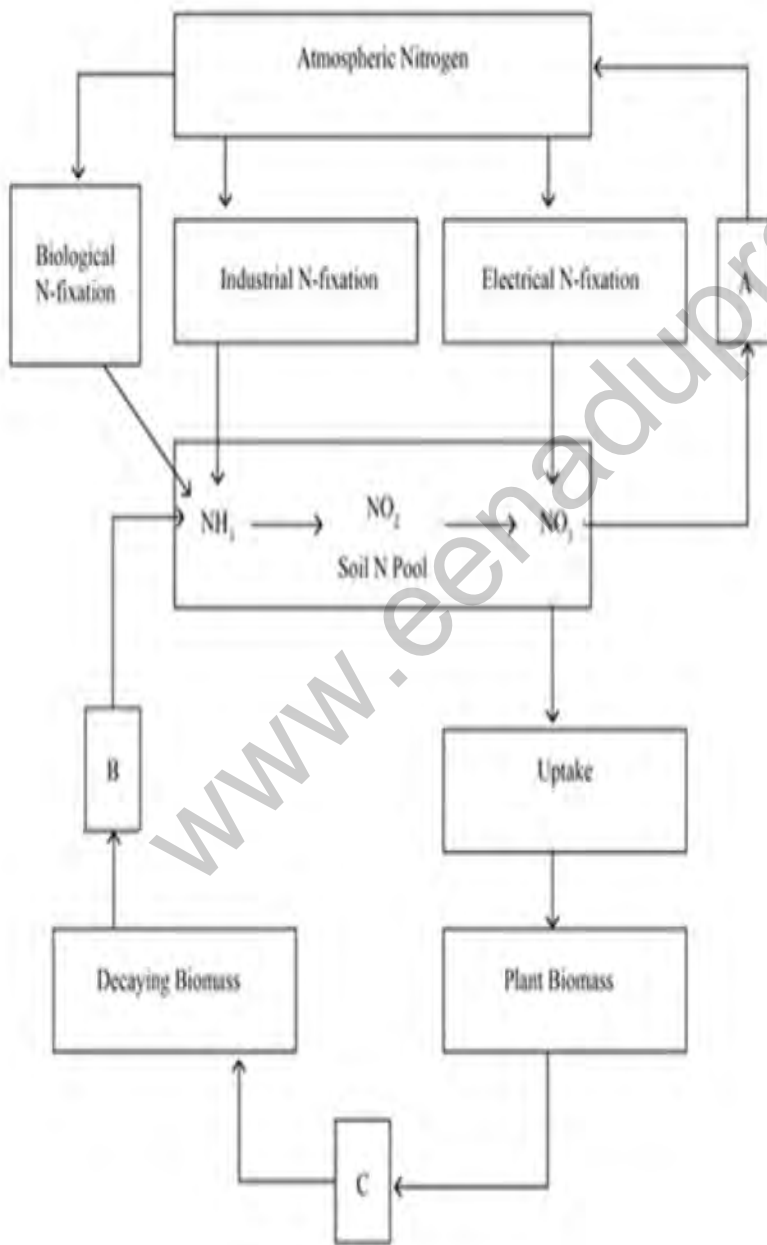 Atmospheric Nitrogen
Biological
N-fixation
Industrial N-fixation
Electrical N-fixation
A
NH₃
NO₂
NO₃
Soil N Pool
B
Uptake
Decaying Biomass
Plant Biomass
C